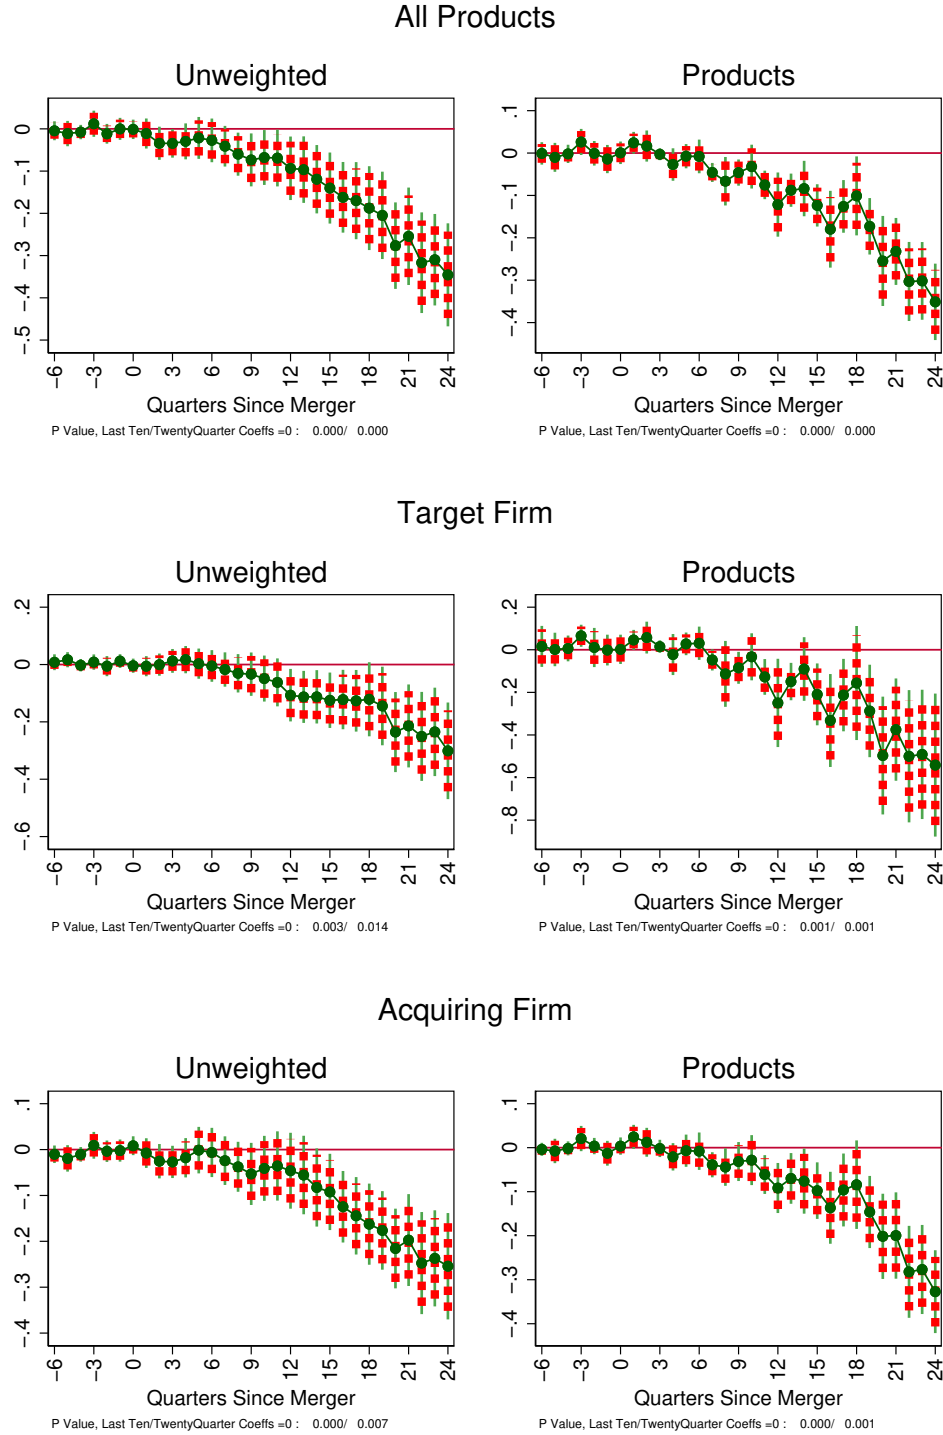 All Products
Unweighted
Products
0
-.1
-.2
-.3
-.4
-.5
.1
0
-.1
-.2
-.3
-.4
-6 -3 0 3 6 9 12 15 18 21 24
-6 -3 0 3 6 9 12 15 18 21 24
Quarters Since Merger
Quarters Since Merger
P Value, Last Ten/TwentyQuarter Coeffs =0 : 0.000/ 0.000
P Value, Last Ten/TwentyQuarter Coeffs =0 : 0.000/ 0.000
Target Firm
Unweighted
Products
.2
0
-.2
-.4
-.6
.2
0
-.2
-.4
-.6
-.8
-6 -3 0 3 6 9 12 15 18 21 24
-6 -3 0 3 6 9 12 15 18 21 24
Quarters Since Merger
Quarters Since Merger
P Value, Last Ten/TwentyQuarter Coeffs =0 : 0.003/ 0.014
P Value, Last Ten/TwentyQuarter Coeffs =0 : 0.001/ 0.001
Acquiring Firm
Unweighted
Products
.1
0
-.1
-.2
-.3
-.4
.1
0
-.1
-.2
-.3
-.4
-6 -3 0 3 6 9 12 15 18 21 24
-6 -3 0 3 6 9 12 15 18 21 24
Quarters Since Merger
Quarters Since Merger
P Value, Last Ten/TwentyQuarter Coeffs =0 : 0.000/ 0.007
P Value, Last Ten/TwentyQuarter Coeffs =0 : 0.000/ 0.001